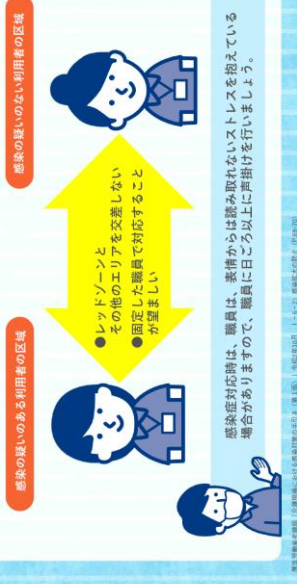 感染の疑いのある利用者の区域
感染の疑いのない利用者の区域
●レッドゾーンと
その他のエリアを交差しない
●固定した職員で対応すること
が望ましい
感染症対応時は、職員は、表情からは読み取れないストレスを抱えている
場合がありますので、職員に日ごろ以上に声掛けを行いましょう。